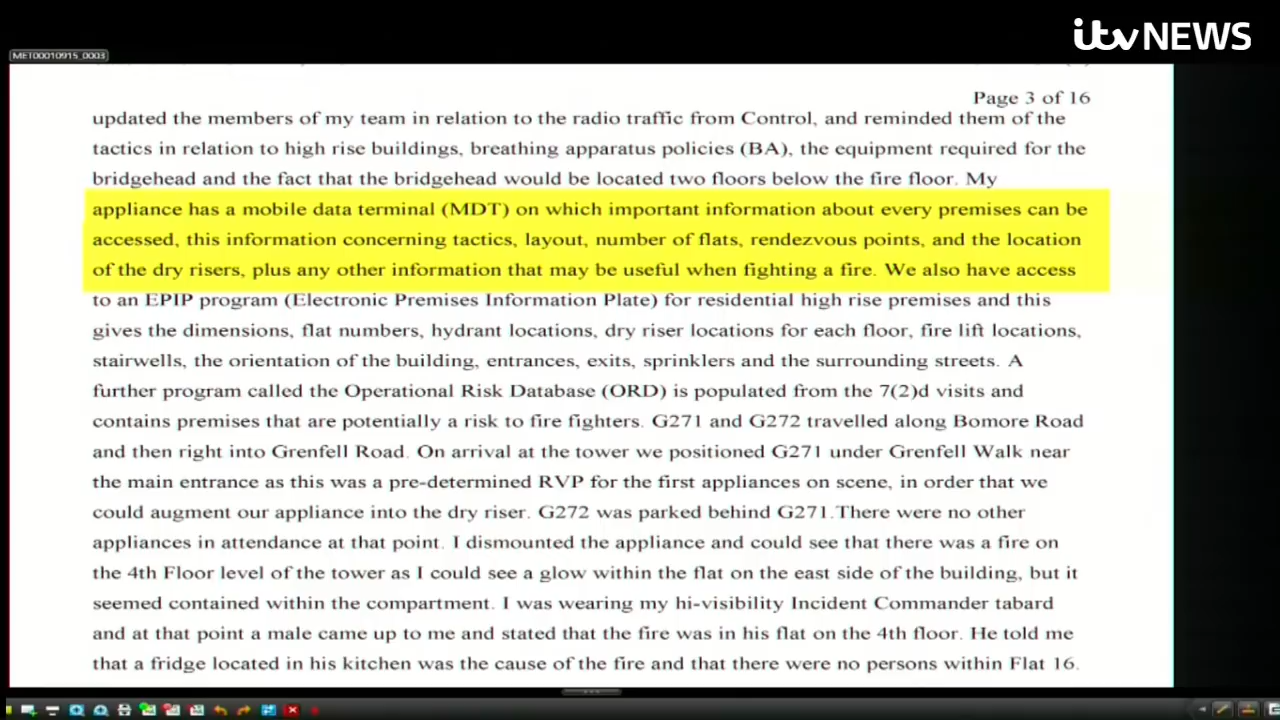 itv NEWS
MET00010915_0003
Page 3 of 16
updated the members of my team in relation to the radio traffic from Control, and reminded them of the
tactics in relation to high rise buildings, breathing apparatus policies (BA), the equipment required for the
bridgehead and the fact that the bridgehead would be located two floors below the fire floor. My
appliance has a mobile data terminal (MDT) on which important information about every premises can be
accessed, this information concerning tactics, layout, number of flats, rendezvous points, and the location
of the dry risers, plus any other information that may be useful when fighting a fire. We also have access
to an EPIP program (Electronic Premises Information Plate) for residential high rise premises and this
gives the dimensions, flat numbers, hydrant locations, dry riser locations for each floor, fire lift locations,
stairwells, the orientation of the building, entrances, exits, sprinklers and the surrounding streets. A
further program called the Operational Risk Database (ORD) is populated from the 7(2)d visits and
contains premises that are potentially a risk to fire fighters. G271 and G272 travelled along Bomore Road
and then right into Grenfell Road. On arrival at the tower we positioned G271 under Grenfell Walk near
the main entrance as this was a pre-determined RVP for the first appliances on scene, in order that we
could augment our appliance into the dry riser. G272 was parked behind G271.There were no other
appliances in attendance at that point. I dismounted the appliance and could see that there was a fire on
the 4th Floor level of the tower as I could see a glow within the flat on the east side of the building, but it
seemed contained within the compartment. I was wearing my hi-visibility Incident Commander tabard
and at that point a male came up to me and stated that the fire was in his flat on the 4th floor. He told me
that a fridge located in his kitchen was the cause of the fire and that there were no persons within Flat 16.